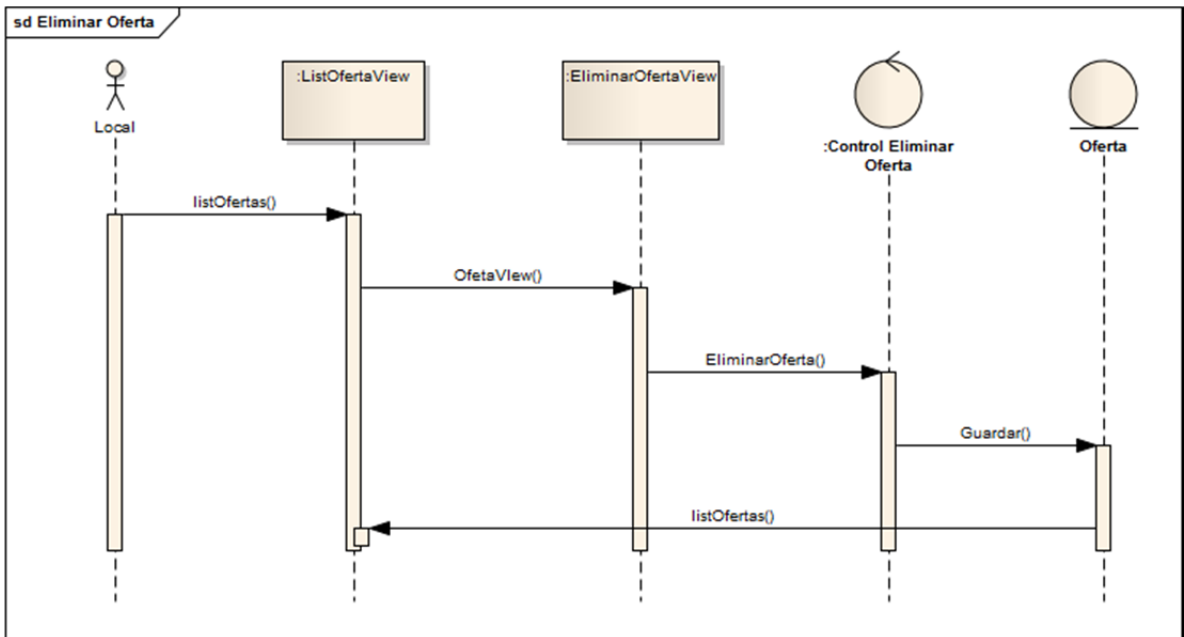 sd Eliminar Oferta
Local
:ListOfertaView
:EliminarOfertaView
:Control Eliminar
Oferta
Oferta
listOfertas()
OfetaVIew()
EliminarOferta()
Guardar()
listOfertas()